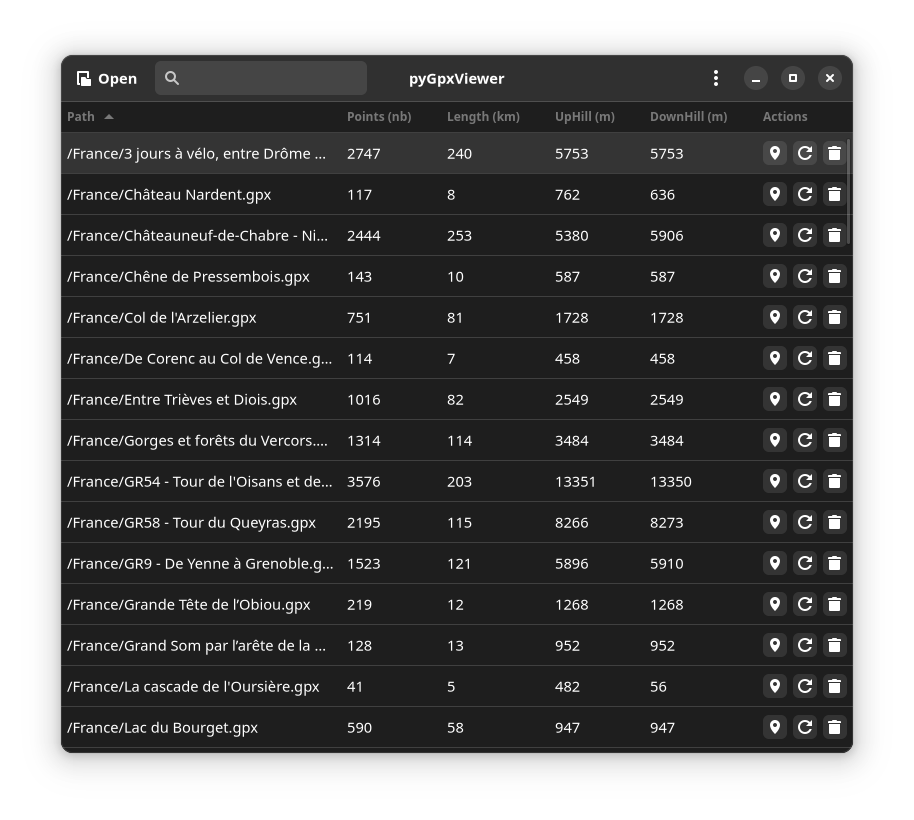 Open pyGpxViewer
Path Points (nb) Length (km) UpHill (m) DownHill (m) Actions
/France/3 jours à vélo, entre Drôme ... 2747 240 5753 5753
/France/Château Nardent.gpx 117 8 762 636
/France/Châteauneuf-de-Chabre - Ni... 2444 253 5380 5906
/France/Chêne de Pressembois.gpx 143 10 587 587
/France/Col de l'Arzelier.gpx 751 81 1728 1728
/France/De Corenc au Col de Vence.g... 114 7 458 458
/France/Entre Trièves et Diois.gpx 1016 82 2549 2549
/France/Gorges et forêts du Vercors.... 1314 114 3484 3484
/France/GR54 - Tour de l'Oisans et de... 3576 203 13351 13350
/France/GR58 - Tour du Queyras.gpx 2195 115 8266 8273
/France/GR9 - De Yenne à Grenoble.g... 1523 121 5896 5910
/France/Grande Tête de l’Obiou.gpx 219 12 1268 1268
/France/Grand Som par l’arête de la ... 128 13 952 952
/France/La cascade de l'Oursière.gpx 41 5 482 56
/France/Lac du Bourget.gpx 590 58 947 947